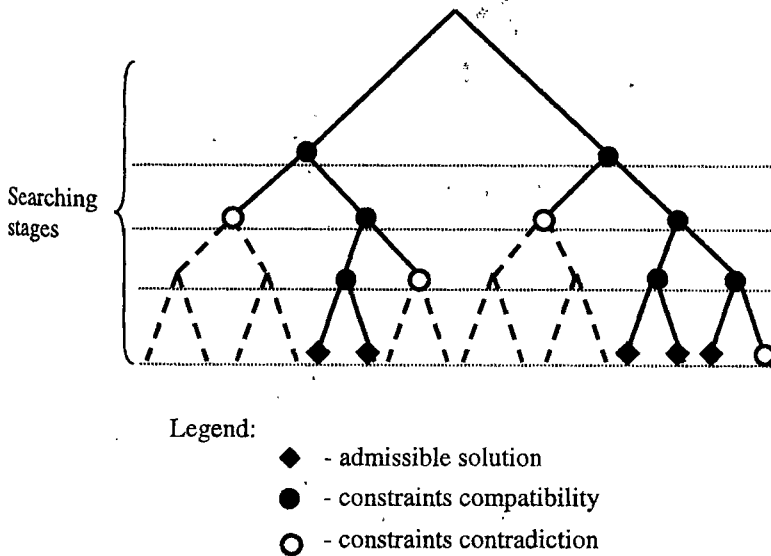 Searching
stages
Legend:
- admissible solution
- constraints compatibility
- constraints contradiction